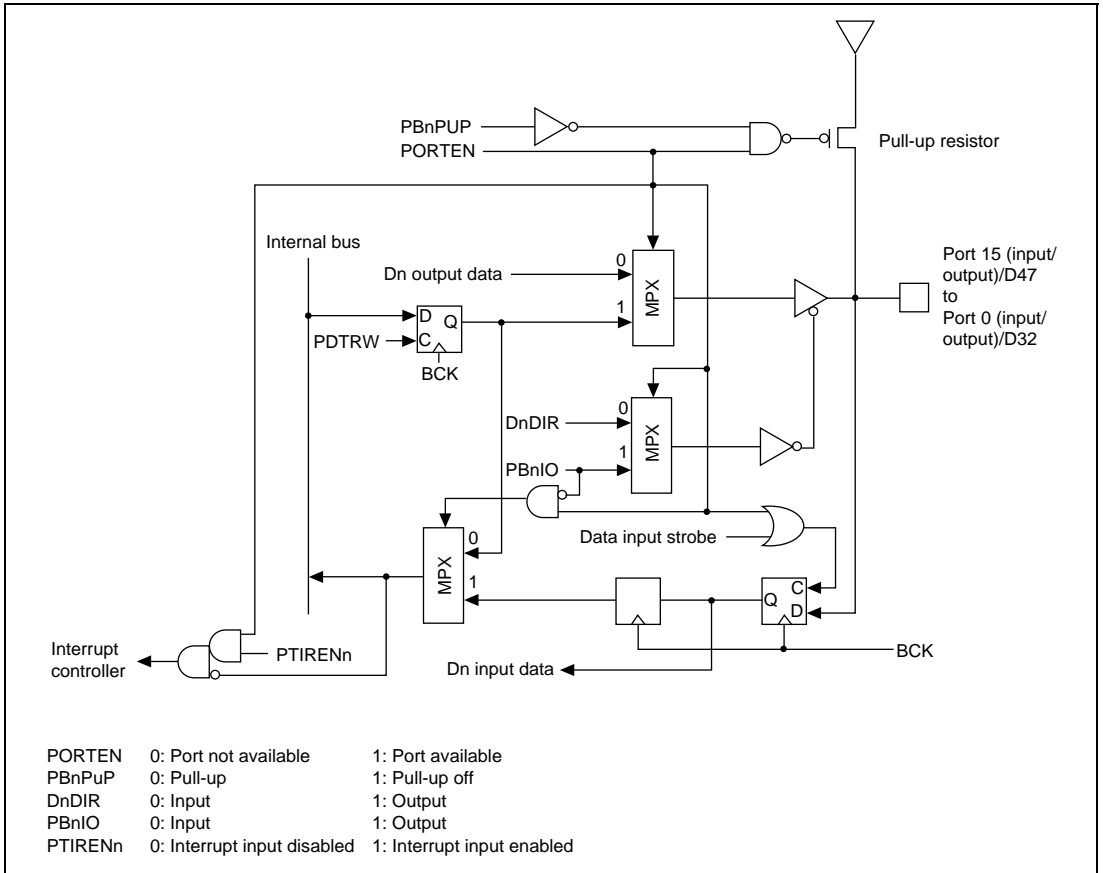 PBnPUP
PORTEN
Pull-up resistor
Internal bus
Dn output data
0
1
MPX
Port 15 (input/
output)/D47
to
Port 0 (input/
output)/D32
D
Q
C
PDTRW
BCK
DnDIR
0
1
MPX
PBnIO
Data input strobe
0
1
MPX
Q
C
D
Interrupt
controller
PTIRENn
Dn input data
BCK
PORTEN 0: Port not available 1: Port available
PBnPuP 0: Pull-up 1: Pull-up off
DnDIR 0: Input 1: Output
PBnIO 0: Input 1: Output
PTIRENn 0: Interrupt input disabled 1: Interrupt input enabled